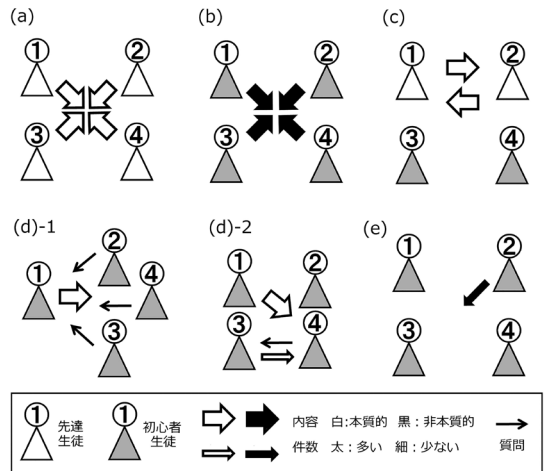 (a)
① ②
③ ④
(b)
① ②
③ ④
(c)
① ②
③ ④
(d)-1
②
① ④
③
(d)-2
① ②
③ ④
(e)
① ②
③ ④
① 先達
生徒
① 初心者
生徒
内容 白:本質的 黒:非本質的
件数 太:多い 細:少ない
質問